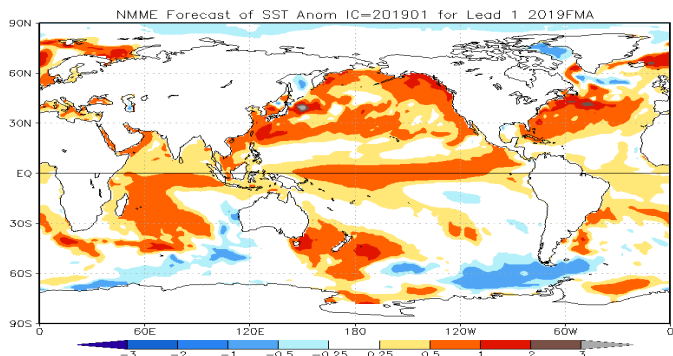 NMME Forecast of SST Anom IC=201901 for Lead 1 2019FMA
90N
60N
30N
EQ
30S
60S
90S
0 60E 120E 180 120W 60W 0
-3 -2 -1 -0.5 -0.25 0.25 0.5 1 2 3